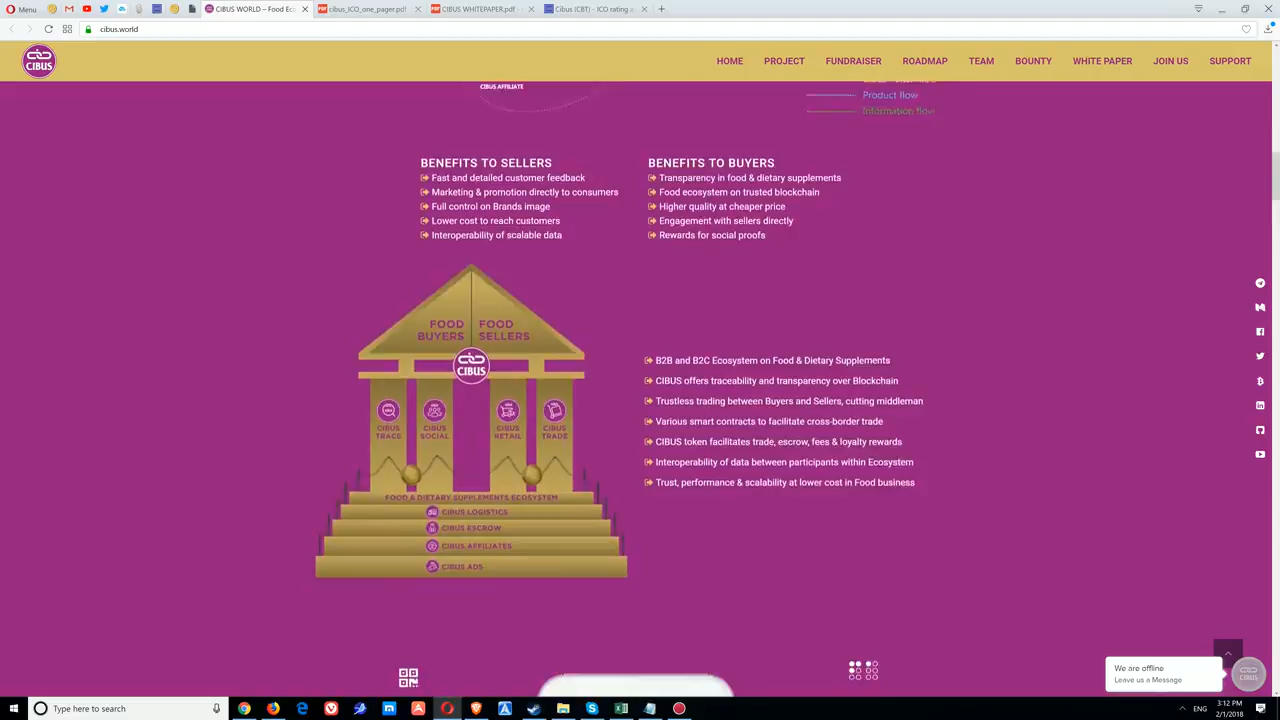 Menu
CIBUS WORLD – Food Ec
cibus_ICO_one_pager.pdf
CIBUS WHITEPAPER.pdf -
Cibus (CBT) - ICO rating a
cibus.world
CIBUS
HOME
PROJECT
FUNDRAISER
ROADMAP
TEAM
BOUNTY
WHITE PAPER
JOIN US
SUPPORT
CIBUS AFFILIATE
Product flow
Information flow
BENEFITS TO SELLERS
Fast and detailed customer feedback
Marketing & promotion directly to consumers
Full control on Brands image
Lower cost to reach customers
Interoperability of scalable data
BENEFITS TO BUYERS
Transparency in food & dietary supplements
Food ecosystem on trusted blockchain
Higher quality at cheaper price
Engagement with sellers directly
Rewards for social proofs
FOOD BUYERS
FOOD SELLERS
CIBUS
CIBUS TRACE
CIBUS SOCIAL
CIBUS RETAIL
CIBUS TRADE
FOOD & DIETARY SUPPLEMENTS ECOSYSTEM
CIBUS LOGISTICS
CIBUS ESCROW
CIBUS AFFILIATES
CIBUS ADS
B2B and B2C Ecosystem on Food & Dietary Supplements
CIBUS offers traceability and transparency over Blockchain
Trustless trading between Buyers and Sellers, cutting middleman
Various smart contracts to facilitate cross-border trade
CIBUS token facilitates trade, escrow, fees & loyalty rewards
Interoperability of data between participants within Ecosystem
Trust, performance & scalability at lower cost in Food business
We are offline
Leave us a Message
CIBUS
Type here to search
ENG
3:12 PM
2/1/2018